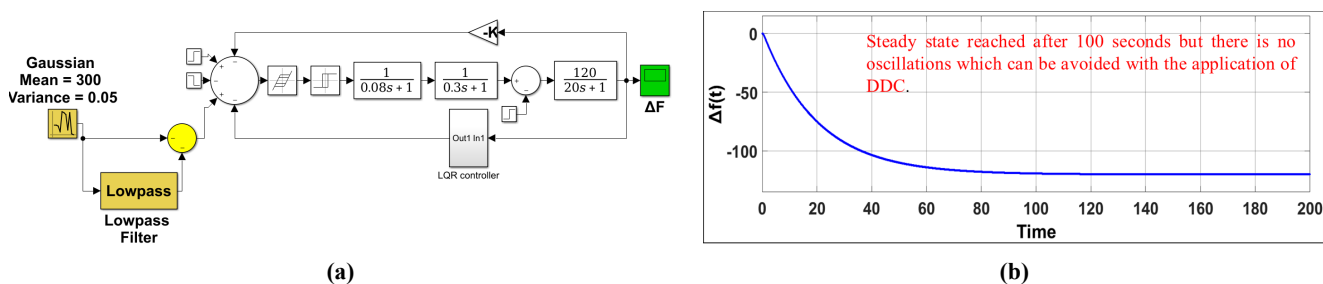 Gaussian
Mean = 300
Variance = 0.05
Lowpass
Lowpass
Filter
-K
1
0.08s + 1
1
0.3s + 1
120
20s + 1
ΔF
Out1 In1
LQR controller
(a)
Steady state reached after 100 seconds but there is no
oscillations which can be avoided with the application of
DDC.
Δf(t)
0
-50
-100
0 20 40 60 80 100 120 140 160 180 200
Time
(b)